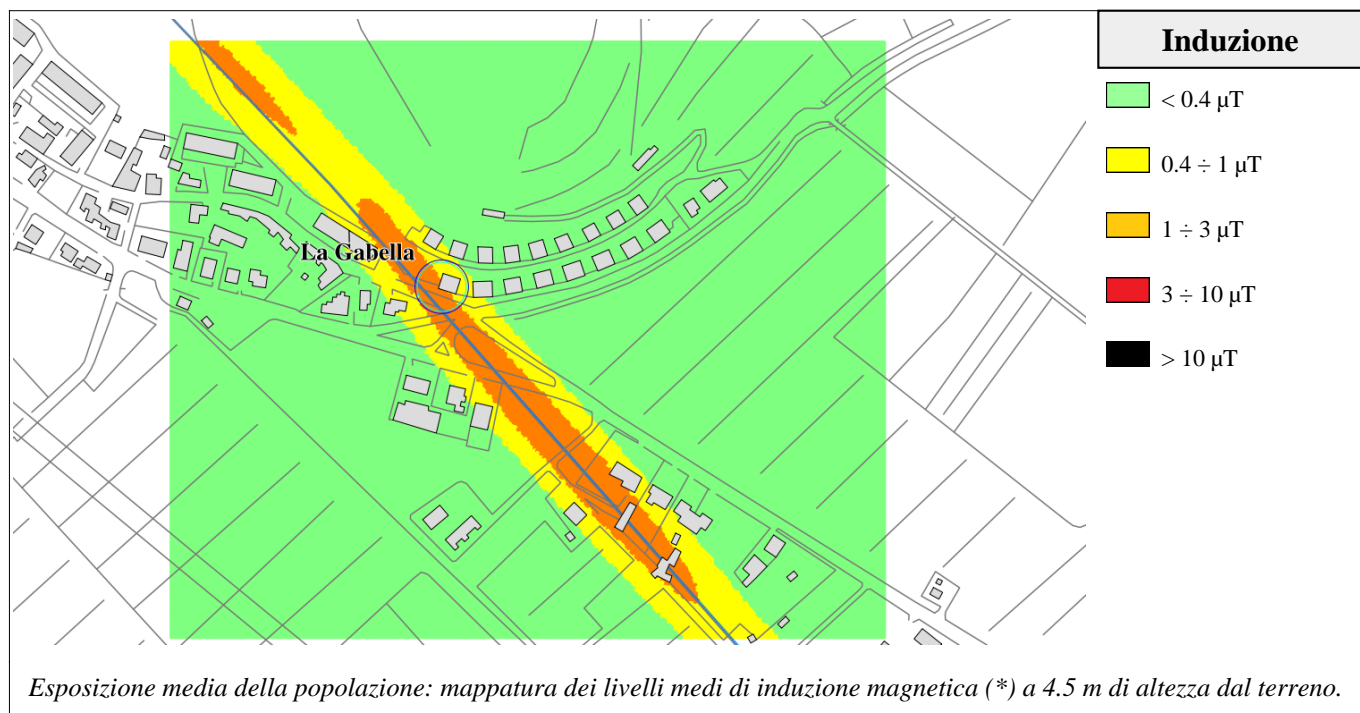 Induzione
< 0.4 µT
0.4 ÷ 1 µT
1 ÷ 3 µT
3 ÷ 10 µT
> 10 µT
La Gabella
Esposizione media della popolazione: mappatura dei livelli medi di induzione magnetica (*) a 4.5 m di altezza dal terreno.